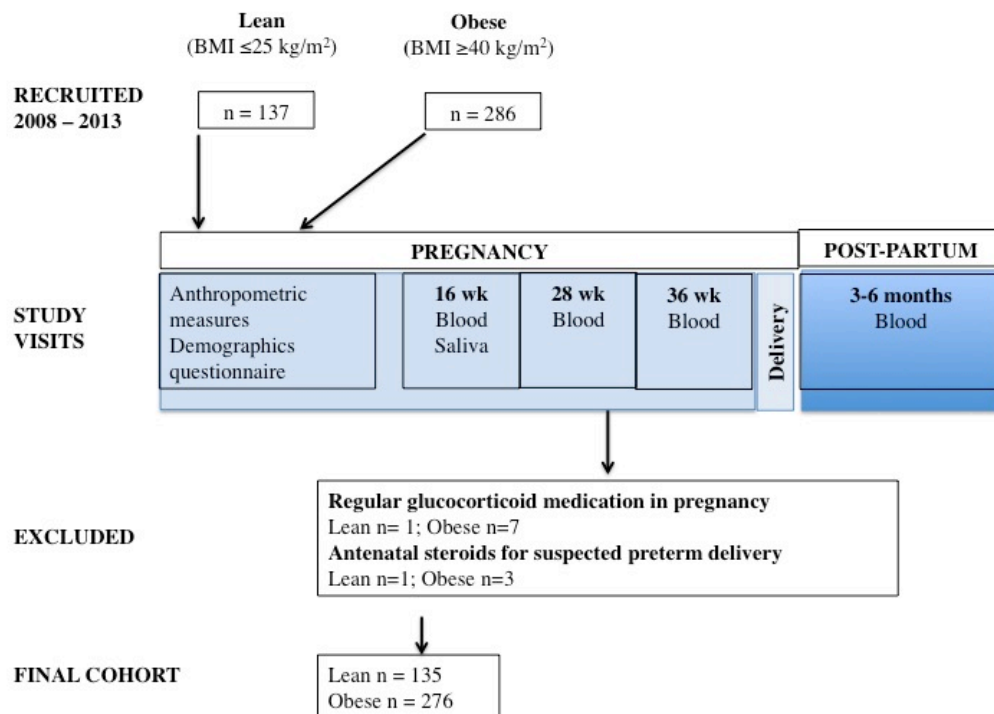 Lean
(BMI ≤25 kg/m²)
Obese
(BMI ≥40 kg/m²)
RECRUITED
2008 – 2013
n = 137
n = 286
PREGNANCY
POST-PARTUM
STUDY
VISITS
Anthropometric
measures
Demographics
questionnaire
16 wk
Blood
Saliva
28 wk
Blood
36 wk
Blood
Delivery
3-6 months
Blood
EXCLUDED
Regular glucocorticoid medication in pregnancy
Lean n= 1; Obese n=7
Antenatal steroids for suspected preterm delivery
Lean n=1; Obese n=3
FINAL COHORT
Lean n = 135
Obese n = 276